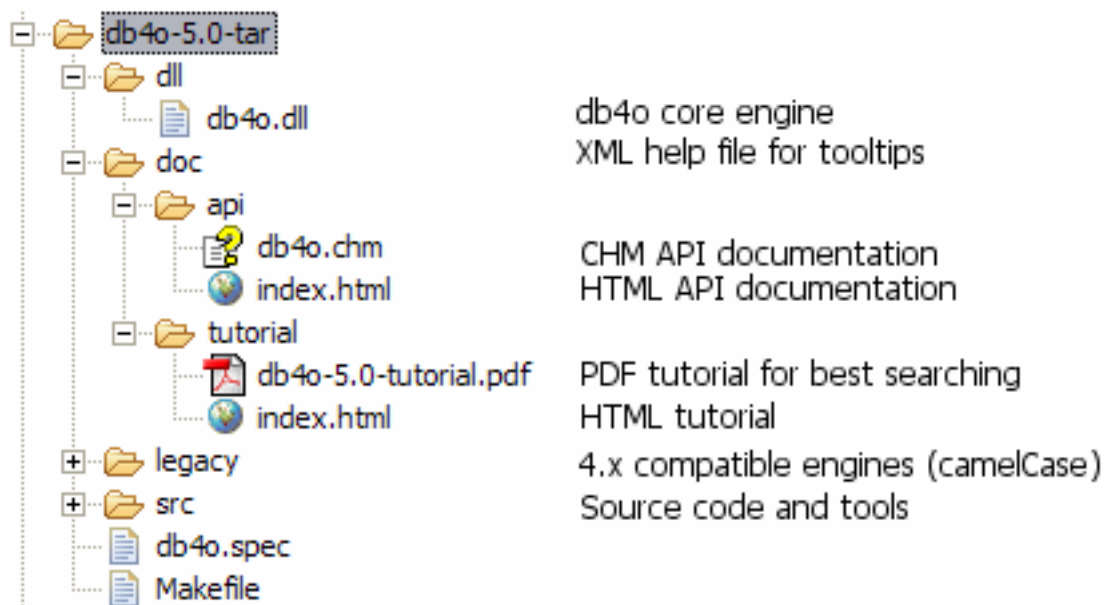 db4o-5.0-tar
dll
db4o.dll db4o core engine
XML help file for tooltips
doc
api
db4o.chm CHM API documentation
index.html HTML API documentation
tutorial
db4o-5.0-tutorial.pdf PDF tutorial for best searching
index.html HTML tutorial
legacy 4.x compatible engines (camelCase)
src Source code and tools
db4o.spec
Makefile